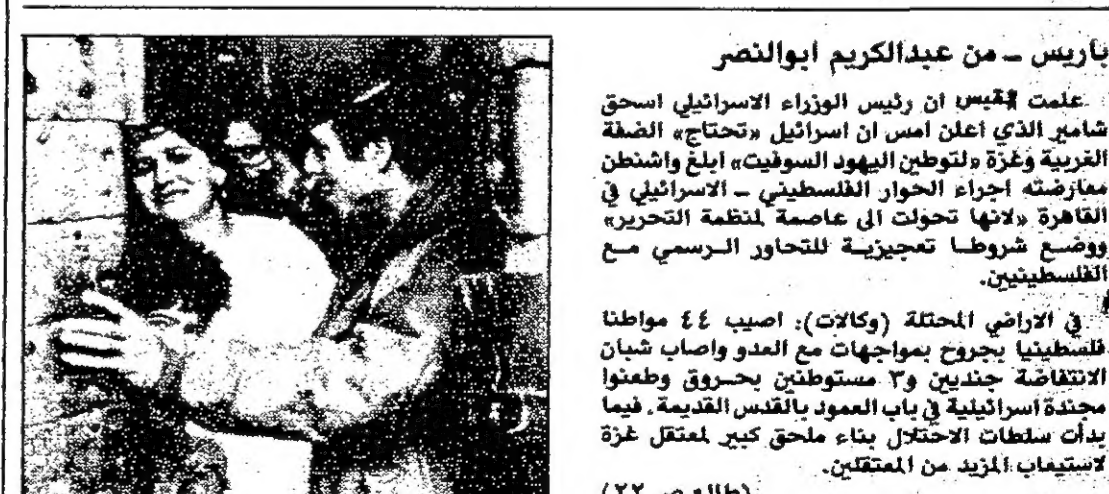 باريس ـ من عبدالكريم ابوالنصر
علمت القبس ان رئيس الوزراء الاسرائيلي اسحق
شامير الذي اعلن امس ان اسرائيل «تحتاج» الضفة
الغربية وغزة «لتوطين اليهود السوفيت» ابلغ واشنطن
معارضته اجراء الحوار الفلسطيني ـ الاسرائيلي في
القاهرة «لانها تحولت الى عاصمة لمنظمة التحرير»
ووضع شروطا تعجيزية للتحاور الرسمي مع
الفلسطينيين.
في الاراضي المحتلة (وكالات): اصيب ٤٤ مواطنا
فلسطينيا بجروح بمواجهات مع العدو واصاب شبان
الانتفاضة جنديين و٣ مستوطنين بحروق وطعنوا
مجندة اسرائيلية في باب العمود بالقدس القديمة، فيما
بدأت سلطات الاحتلال بناء ملحق كبير لمعتقل غزة
لاستيعاب المزيد من المعتقلين.
(طالع ص ٢٢)